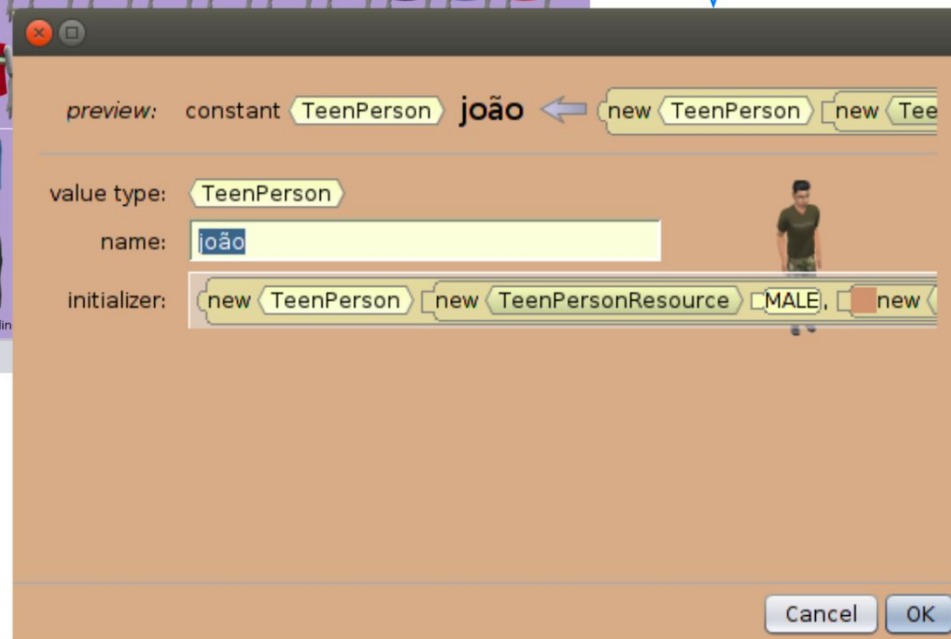 preview: constant TeenPerson joão new TeenPerson new Tee
value type: TeenPerson
name: joão
initializer: new TeenPerson new TeenPersonResource MALE, new
Cancel OK